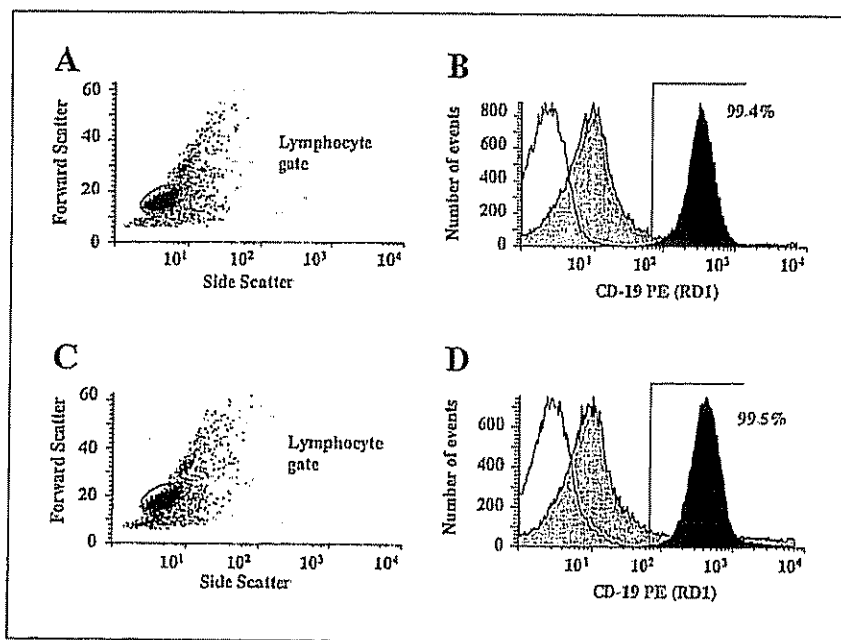 A
Forward Scatter
60
40
20
0
Lymphocyte
gate
10¹ 10² 10³ 10⁴
Side Scatter
B
Number of events
800
600
400
200
0
99.4%
10¹ 10² 10³ 10⁴
CD-19 PE (RD1)
C
Forward Scatter
60
40
20
0
Lymphocyte
gate
10¹ 10² 10³ 10⁴
Side Scatter
D
Number of events
600
400
200
0
99.5%
10¹ 10² 10³ 10⁴
CD-19 PE (RD1)